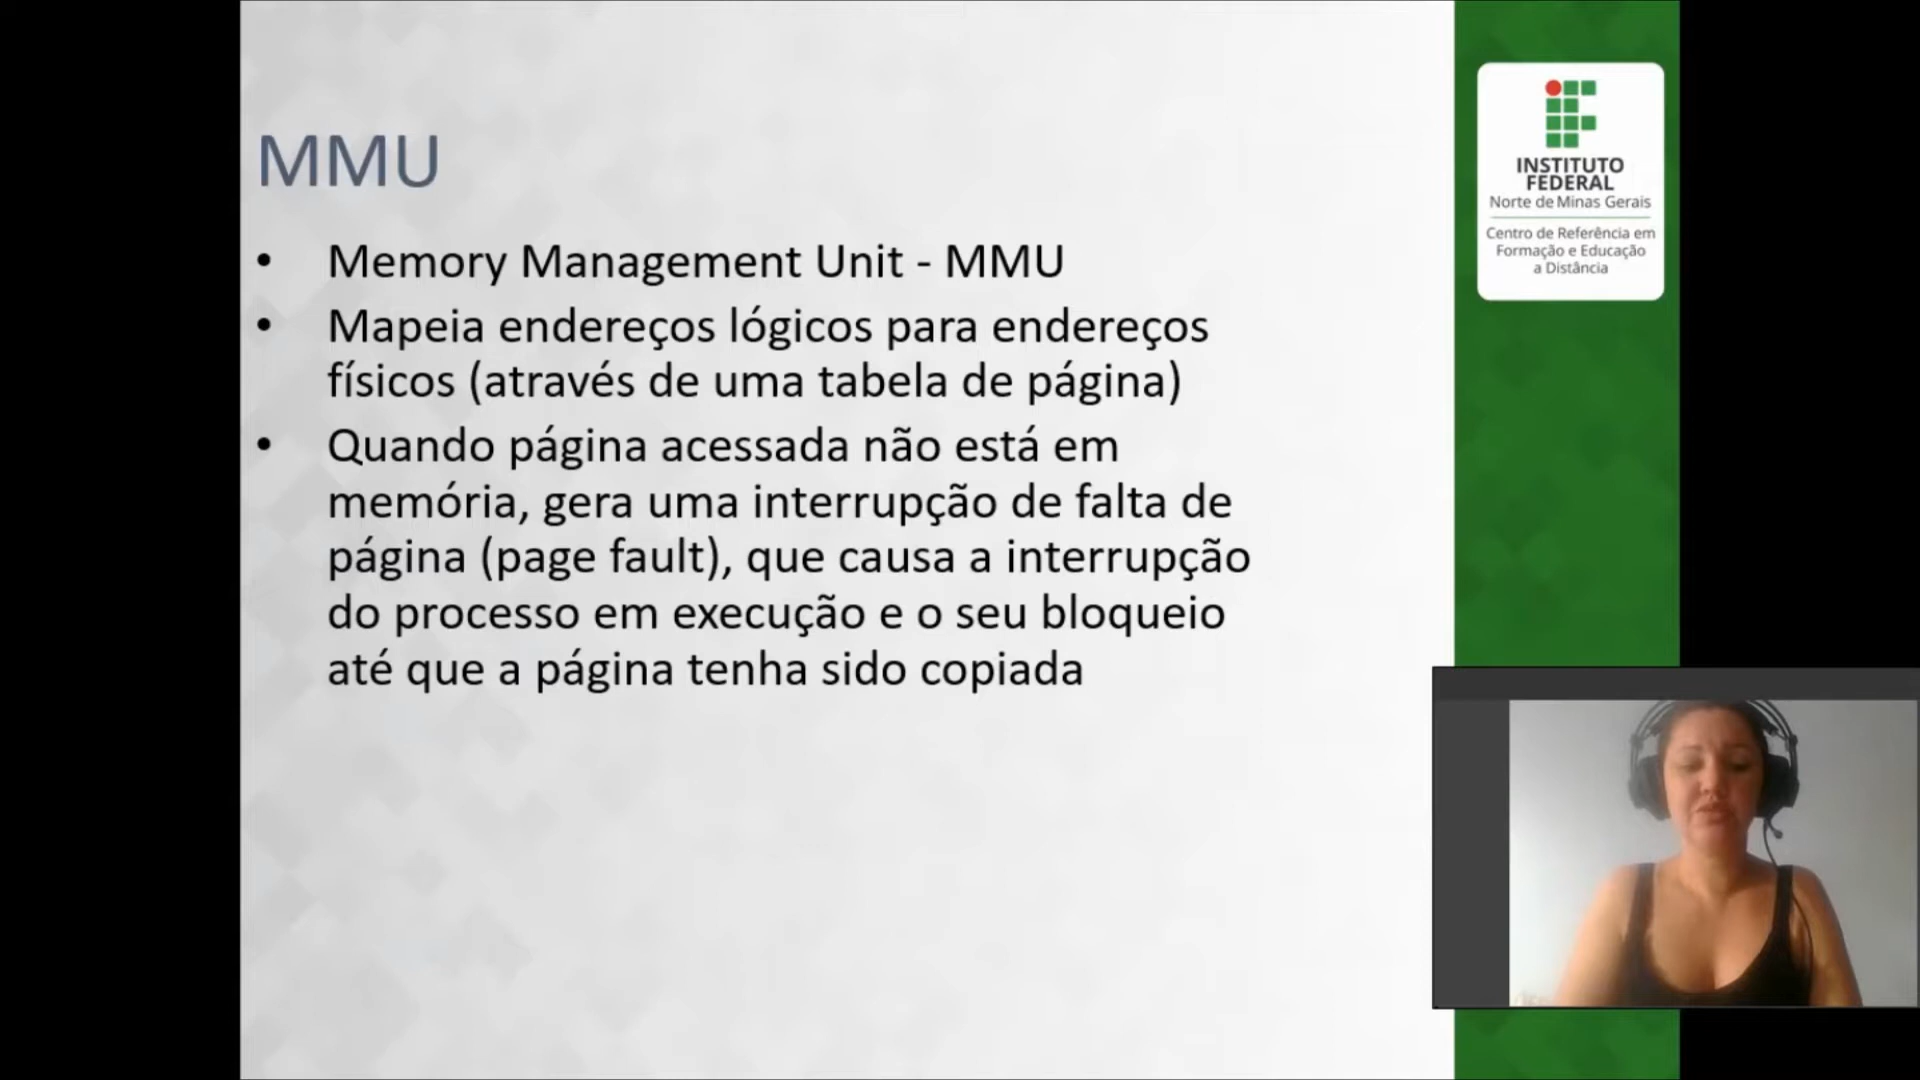 MMU
• Memory Management Unit - MMU
• Mapeia endereços lógicos para endereços
físicos (através de uma tabela de página)
• Quando página acessada não está em
memória, gera uma interrupção de falta de
página (page fault), que causa a interrupção
do processo em execução e o seu bloqueio
até que a página tenha sido copiada
INSTITUTO
FEDERAL
Norte de Minas Gerais
Centro de Referência em
Formação e Educação
a Distância